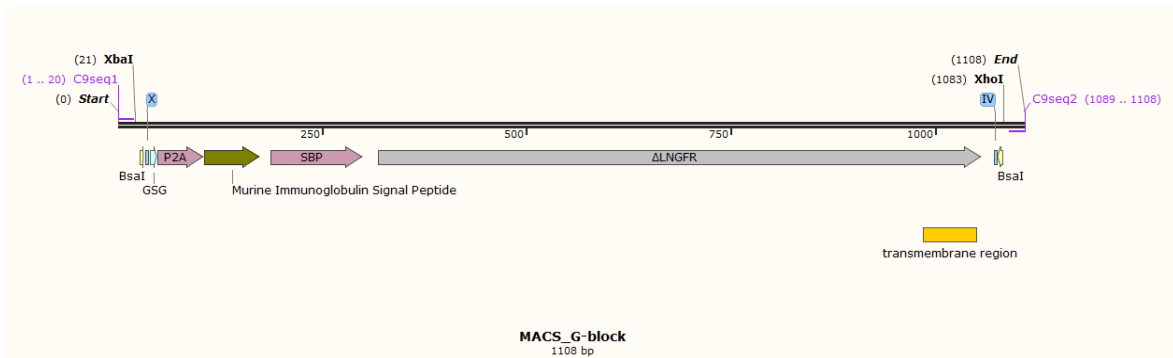 (21) XbaI
(1108) End
(1 .. 20) C9seq1
(1083) XhoI
(0) Start
X
IV
C9seq2 (1089 .. 1108)
250
500
750
1000
P2A
SBP
ΔLNGFR
BsaI
BsaI
GSG
Murine Immunoglobulin Signal Peptide
transmembrane region
MACS_G-block
1108 bp